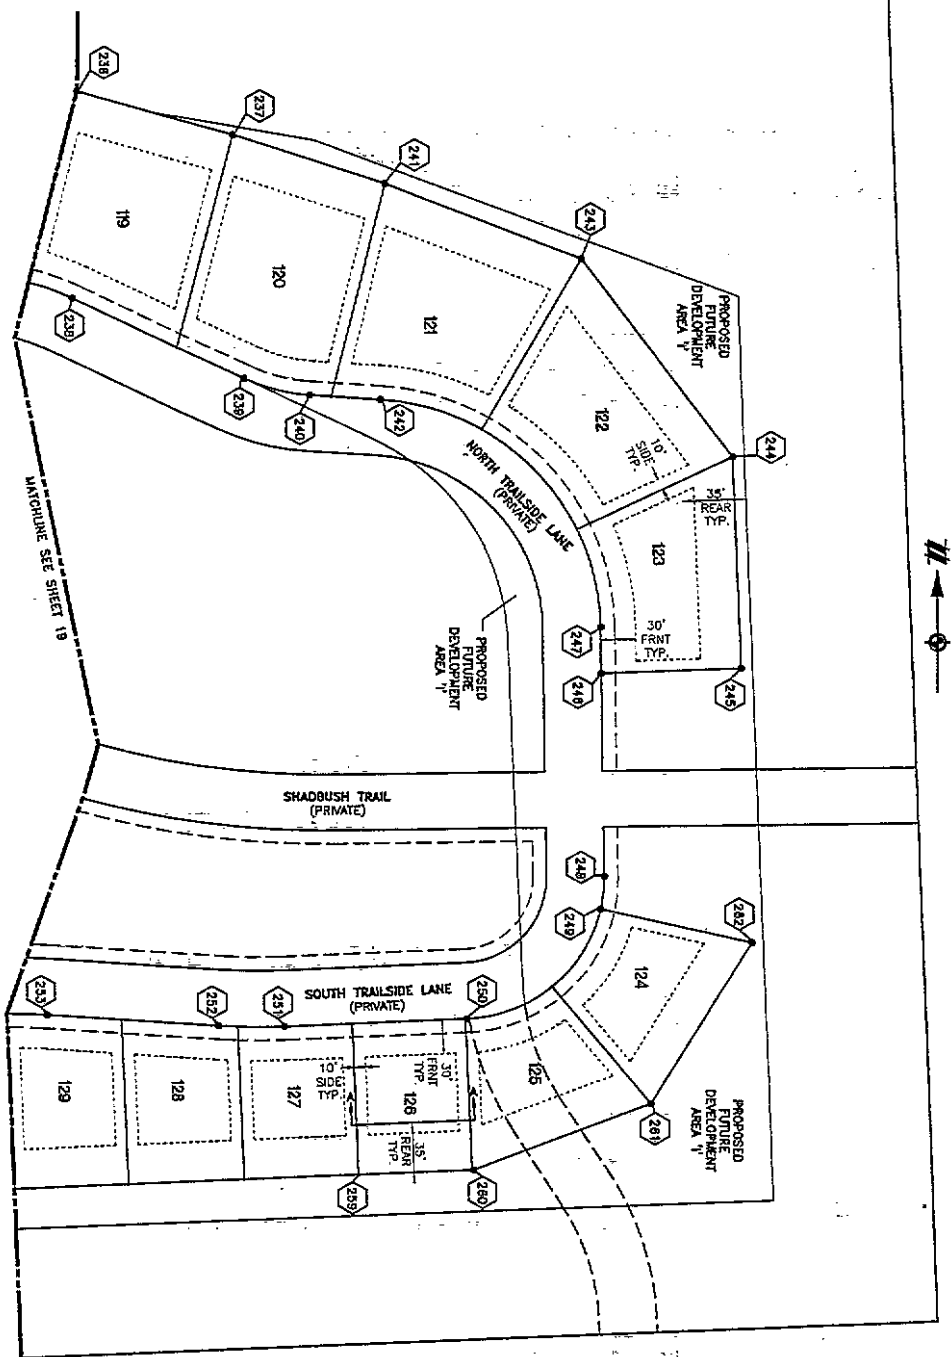 236
237
241
243
PROPOSED
FUTURE
DEVELOPMENT
AREA "I"
244
119
120
121
122
10'
SIDE
TYP.
35'
REAR
TYP.
123
238
239
240
242
NORTH TRAILSIDE LANE
(PRIVATE)
30'
FRNT
TYP.
247
246
245
MATCHLINE SEE SHEET 19
PROPOSED
FUTURE
DEVELOPMENT
AREA "I"
SHADBUSH TRAIL
(PRIVATE)
248
249
262
124
SOUTH TRAILSIDE LANE
(PRIVATE)
253
252
251
250
129
128
127
10'
SIDE
TYP.
126
30'
FRNT
TYP.
35'
REAR
TYP.
125
259
260
261
PROPOSED
FUTURE
DEVELOPMENT
AREA "I"